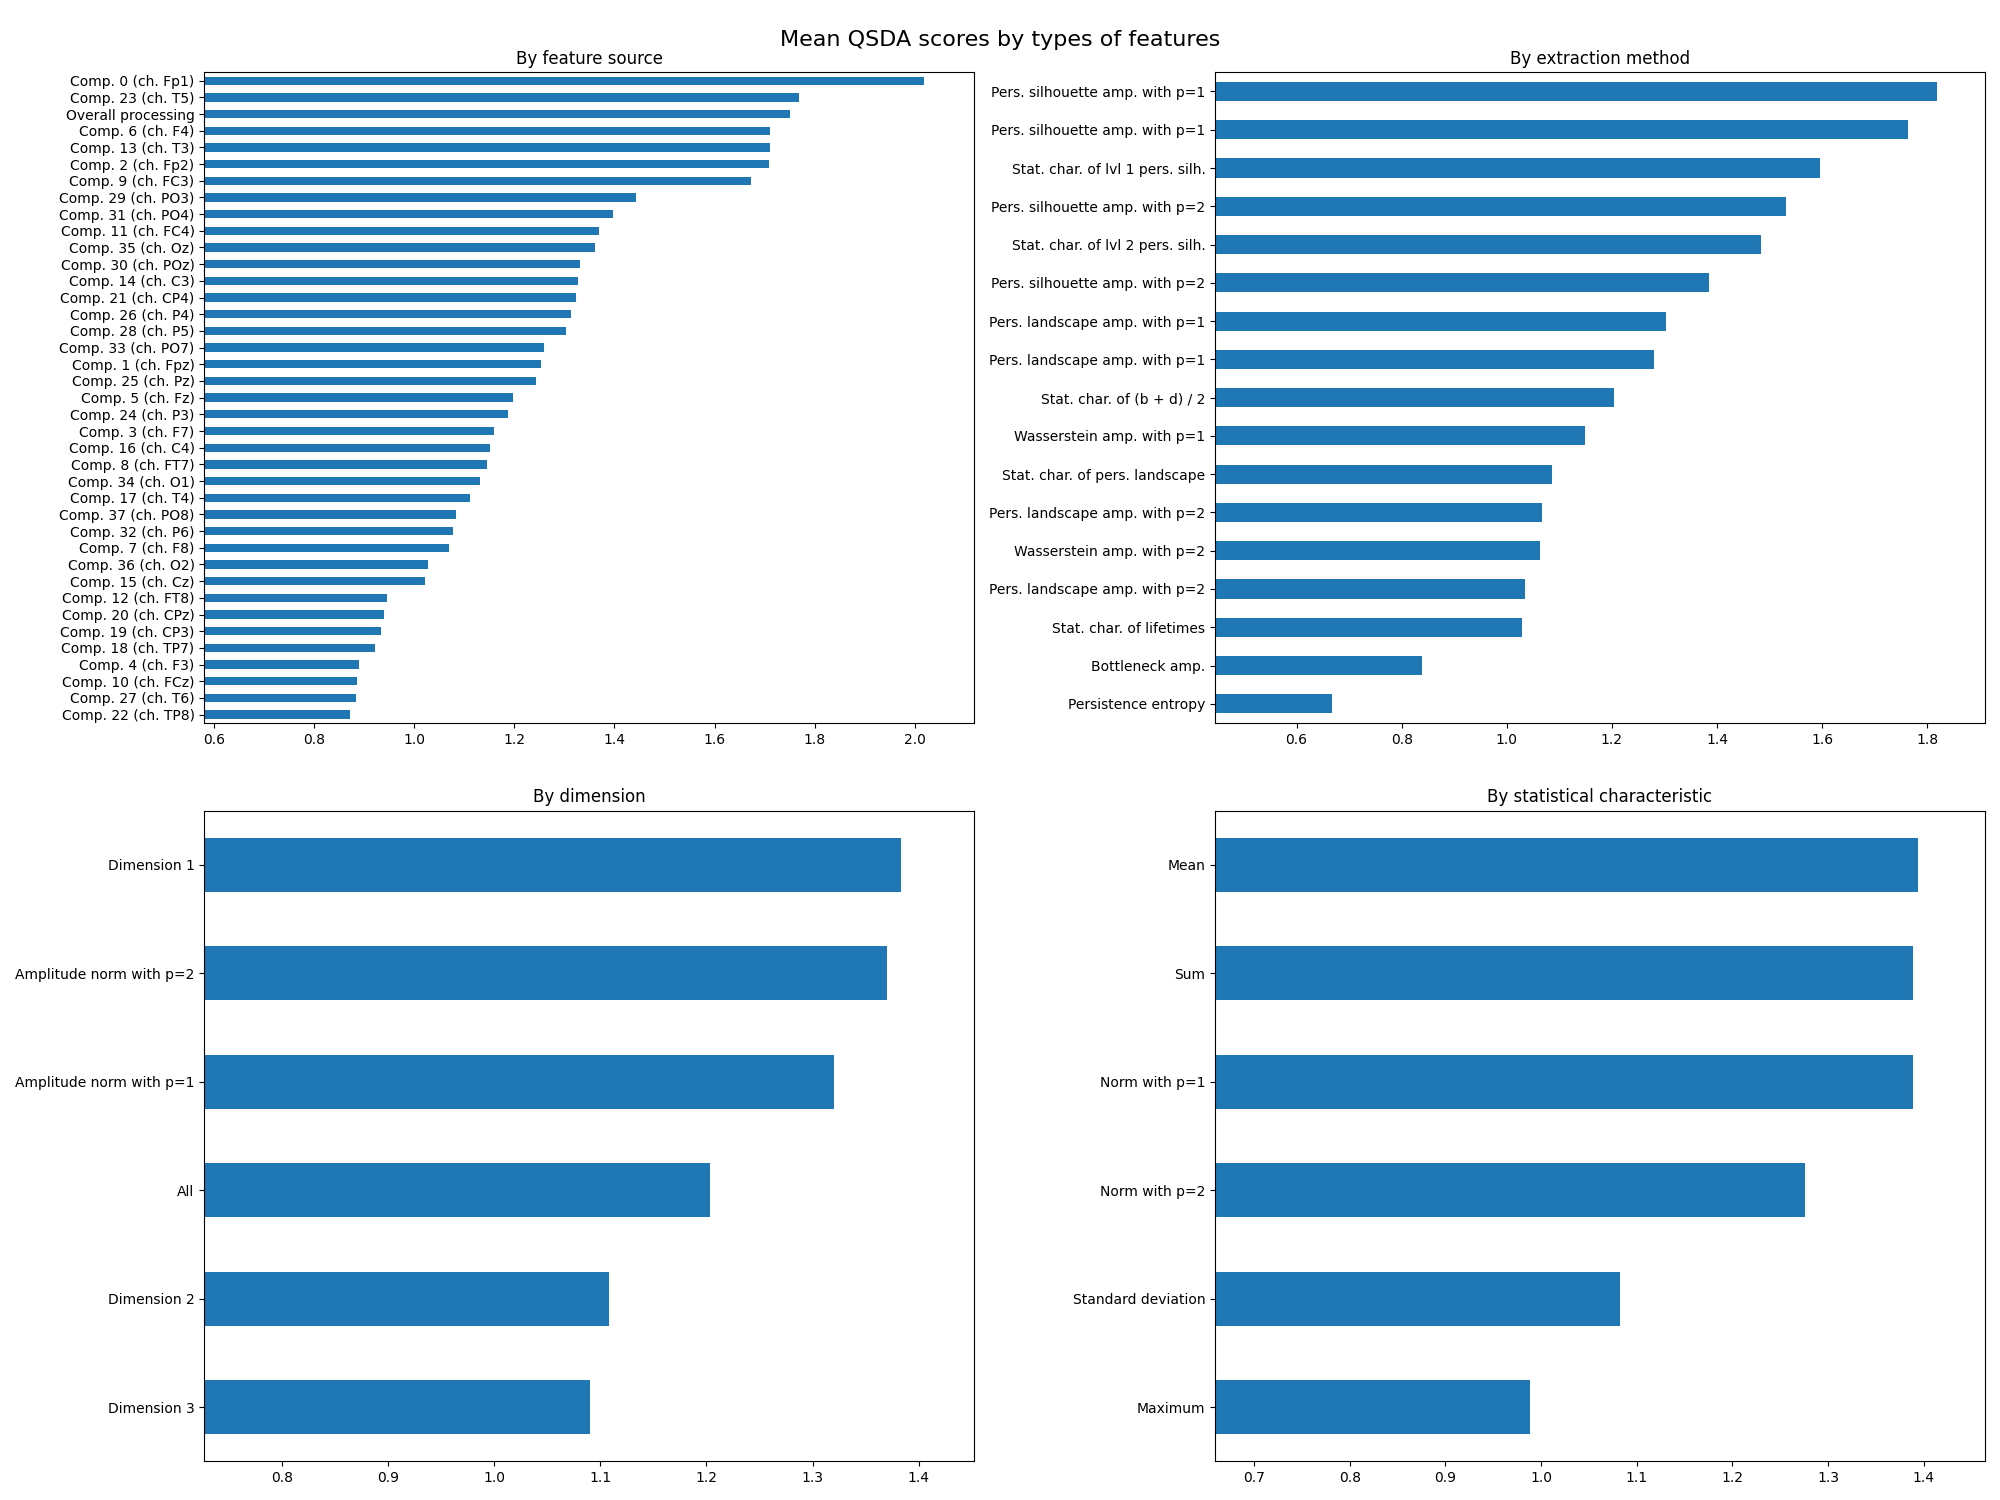 Mean QSDA scores by types of features
By feature source
Comp. 0 (ch. Fp1)
Comp. 23 (ch. T5)
Overall processing
Comp. 6 (ch. F4)
Comp. 13 (ch. T3)
Comp. 2 (ch. Fp2)
Comp. 9 (ch. FC3)
Comp. 29 (ch. PO3)
Comp. 31 (ch. PO4)
Comp. 11 (ch. FC4)
Comp. 35 (ch. Oz)
Comp. 30 (ch. POz)
Comp. 14 (ch. C3)
Comp. 21 (ch. CP4)
Comp. 26 (ch. P4)
Comp. 28 (ch. P5)
Comp. 33 (ch. PO7)
Comp. 1 (ch. Fpz)
Comp. 25 (ch. Pz)
Comp. 5 (ch. Fz)
Comp. 24 (ch. P3)
Comp. 3 (ch. F7)
Comp. 16 (ch. C4)
Comp. 8 (ch. FT7)
Comp. 34 (ch. O1)
Comp. 17 (ch. T4)
Comp. 37 (ch. PO8)
Comp. 32 (ch. P6)
Comp. 7 (ch. F8)
Comp. 36 (ch. O2)
Comp. 15 (ch. Cz)
Comp. 12 (ch. FT8)
Comp. 20 (ch. CPz)
Comp. 19 (ch. CP3)
Comp. 18 (ch. TP7)
Comp. 4 (ch. F3)
Comp. 10 (ch. FCz)
Comp. 27 (ch. T6)
Comp. 22 (ch. TP8)
0.6 0.8 1.0 1.2 1.4 1.6 1.8 2.0
By extraction method
Pers. silhouette amp. with p=1
Pers. silhouette amp. with p=1
Stat. char. of lvl 1 pers. silh.
Pers. silhouette amp. with p=2
Stat. char. of lvl 2 pers. silh.
Pers. silhouette amp. with p=2
Pers. landscape amp. with p=1
Pers. landscape amp. with p=1
Stat. char. of (b + d) / 2
Wasserstein amp. with p=1
Stat. char. of pers. landscape
Pers. landscape amp. with p=2
Wasserstein amp. with p=2
Pers. landscape amp. with p=2
Stat. char. of lifetimes
Bottleneck amp.
Persistence entropy
0.6 0.8 1.0 1.2 1.4 1.6 1.8
By dimension
Dimension 1
Amplitude norm with p=2
Amplitude norm with p=1
All
Dimension 2
Dimension 3
0.8 0.9 1.0 1.1 1.2 1.3 1.4
By statistical characteristic
Mean
Sum
Norm with p=1
Norm with p=2
Standard deviation
Maximum
0.7 0.8 0.9 1.0 1.1 1.2 1.3 1.4